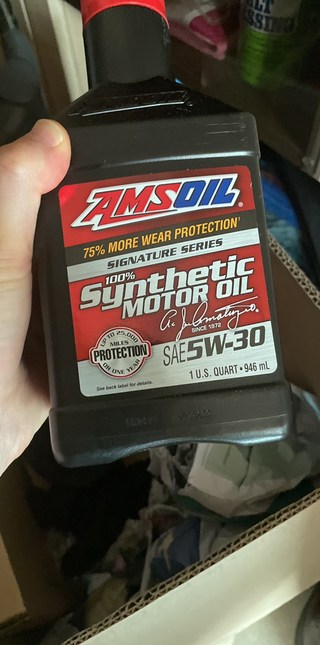 AMSOIL®
75% MORE WEAR PROTECTION¹
SIGNATURE SERIES
100%
Synthetic
MOTOR OIL
SINCE 1972
UP TO 25,000
MILES
PROTECTION
OR ONE YEAR
SAE 5W-30
1 U.S. QUART • 946 mL
See back label for details.